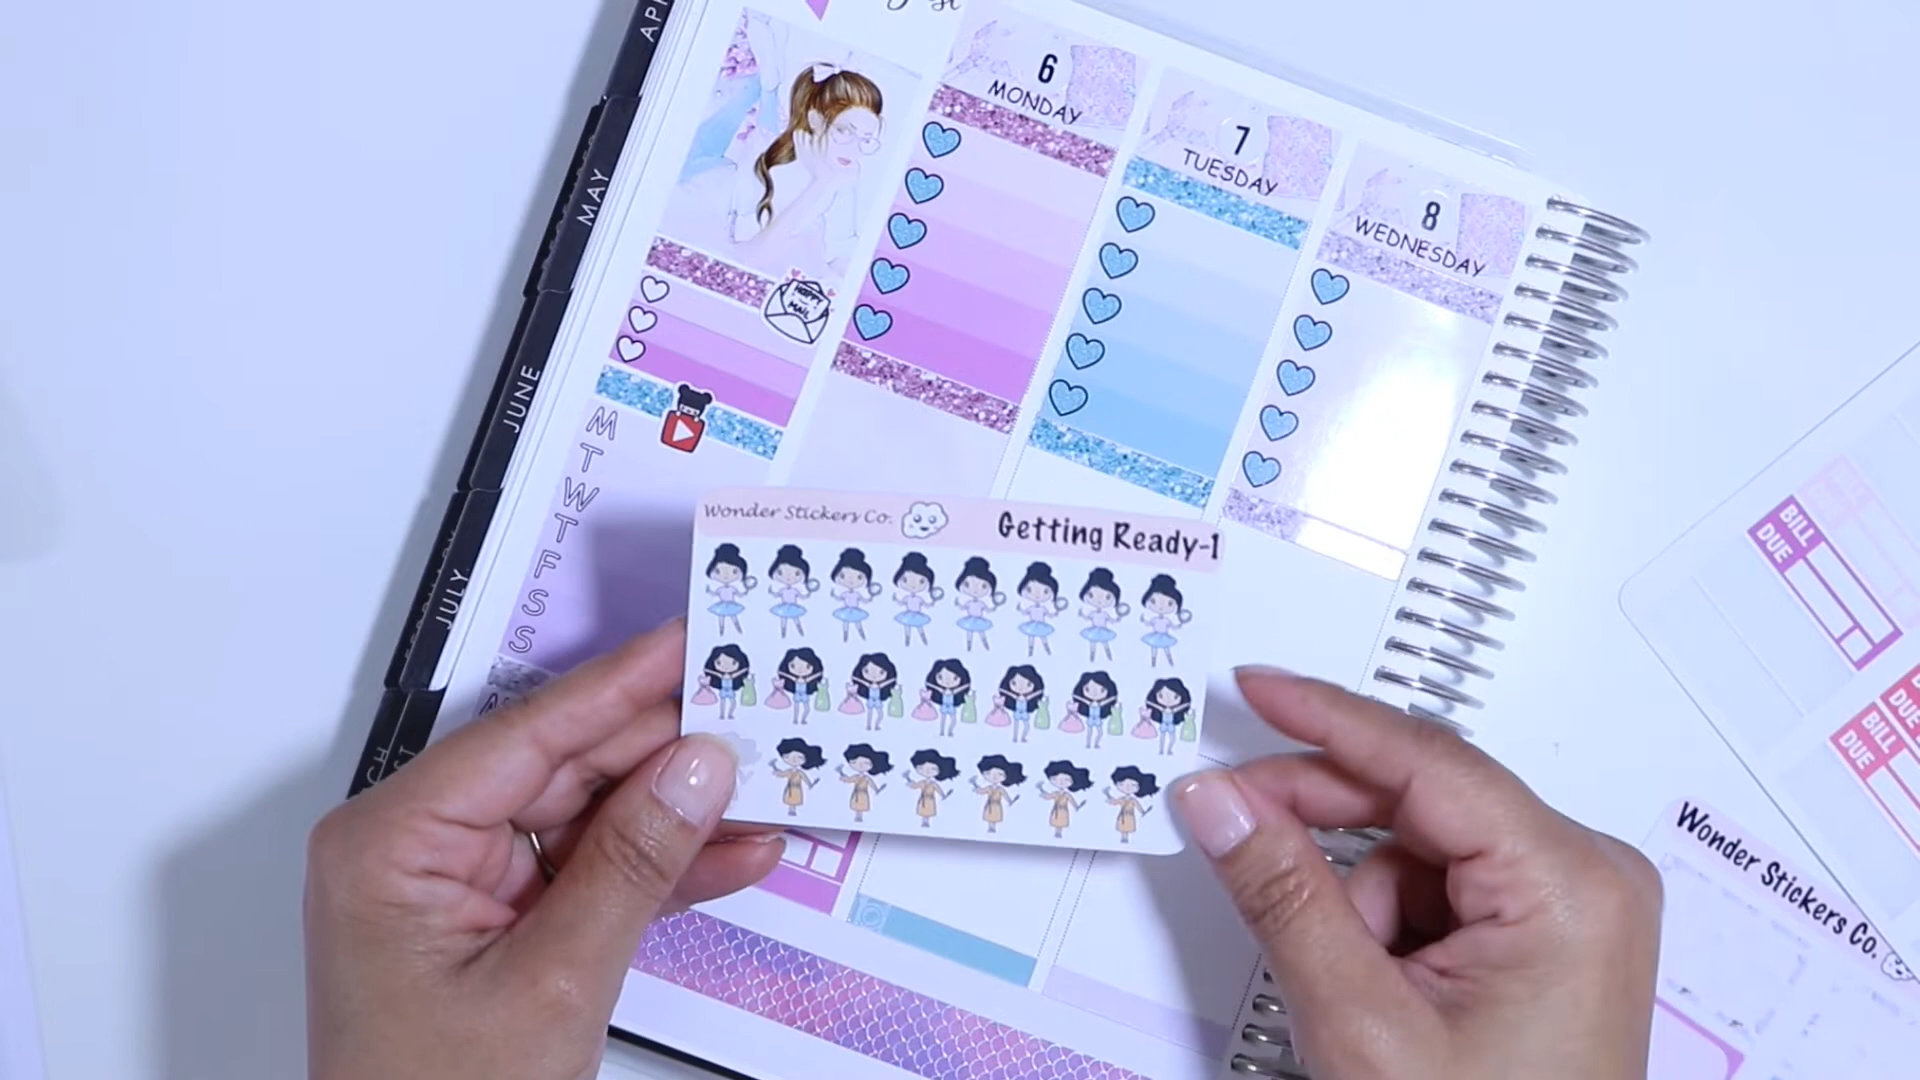 6
MONDAY
7
TUESDAY
8
WEDNESDAY
HAPPY
MAIL
APR
MAY
JUNE
JULY
M
T
W
T
F
S
S
Wonder Stickers Co.
Getting Ready-1
BILL
DUE
BILL
DUE
Wonder Stickers Co.